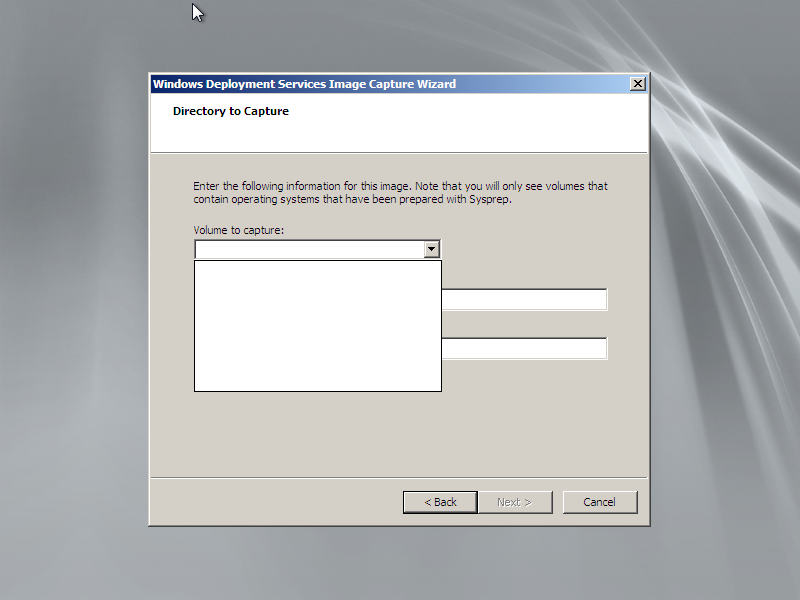 Windows Deployment Services Image Capture Wizard
Directory to Capture
Enter the following information for this image. Note that you will only see volumes that
contain operating systems that have been prepared with Sysprep.
Volume to capture:
< Back
Next >
Cancel